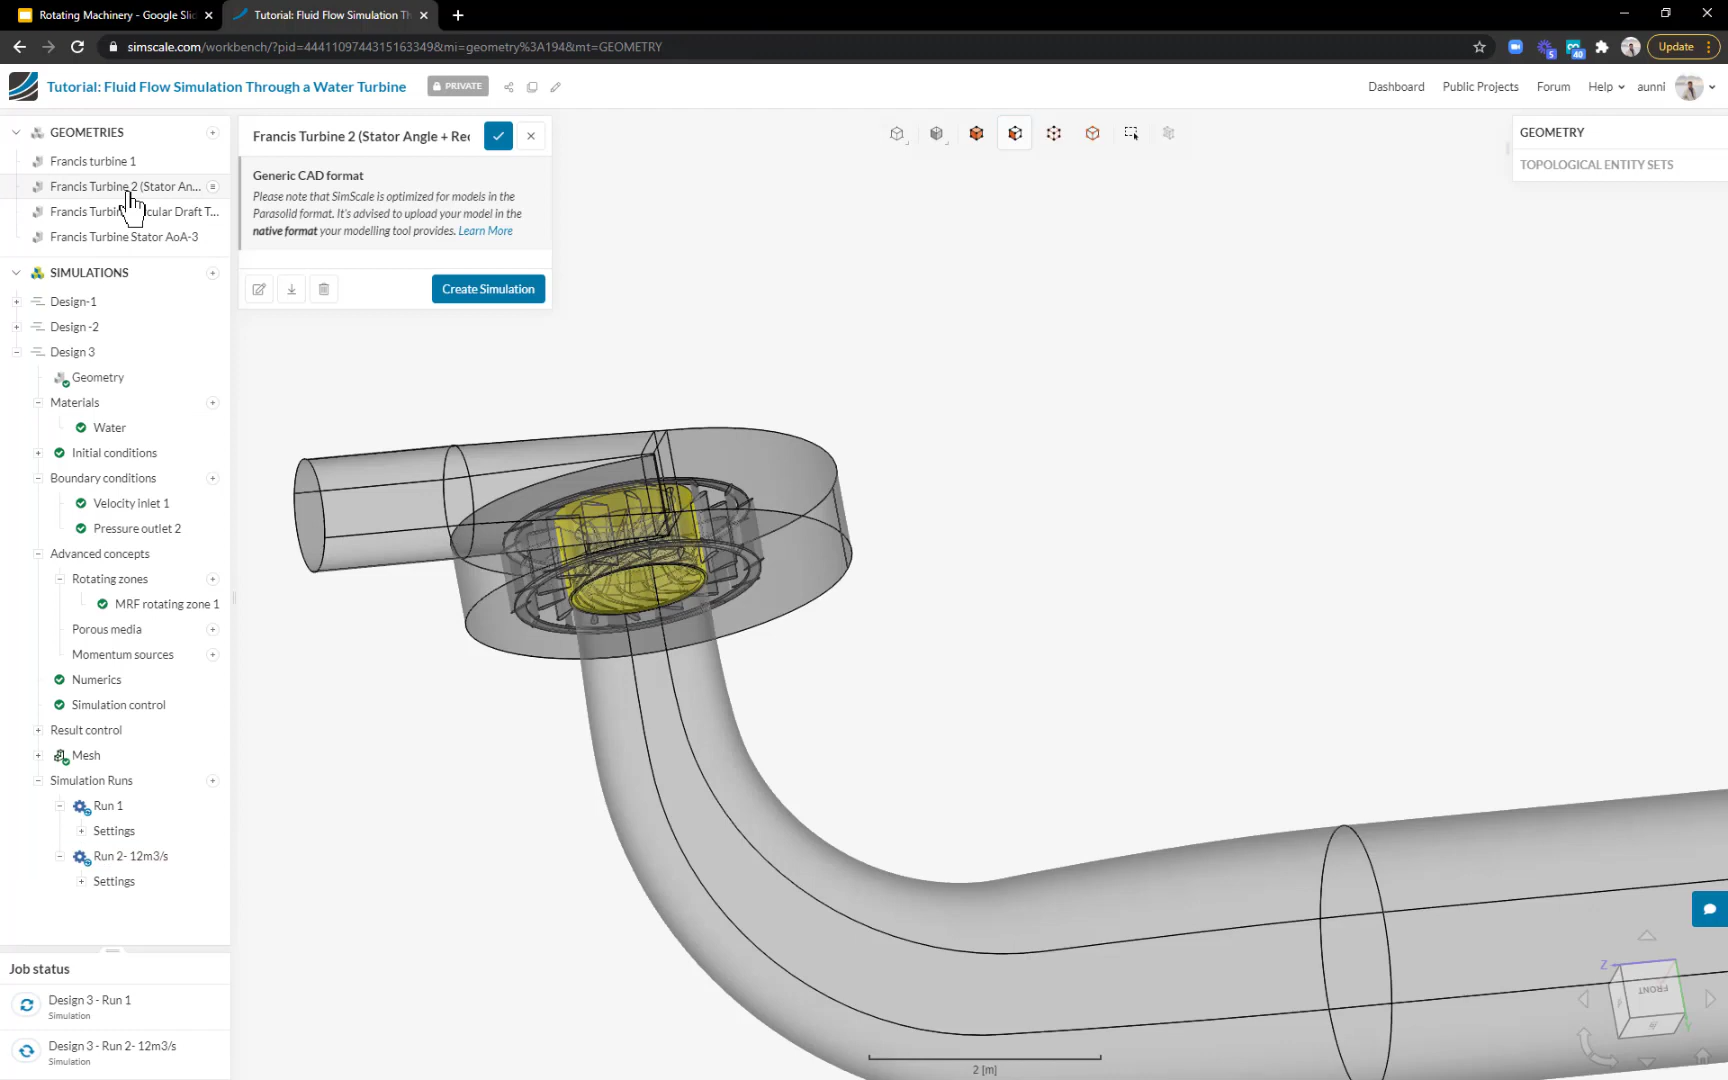 Rotating Machinery - Google Slid
Tutorial: Fluid Flow Simulation Th
simscale.com/workbench/?pid=4441109744315163349&mi=geometry%3A194&mt=GEOMETRY
5
40
Update
Tutorial: Fluid Flow Simulation Through a Water Turbine
PRIVATE
Dashboard
Public Projects
Forum
Help
aunni
GEOMETRIES
Francis turbine 1
Francis Turbine 2 (Stator An...
Francis Turbin cular Draft T...
Francis Turbine Stator AoA-3
SIMULATIONS
Design-1
Design -2
Design 3
Geometry
Materials
Water
Initial conditions
Boundary conditions
Velocity inlet 1
Pressure outlet 2
Advanced concepts
Rotating zones
MRF rotating zone 1
Porous media
Momentum sources
Numerics
Simulation control
Result control
Mesh
Simulation Runs
Run 1
Settings
Run 2- 12m3/s
Settings
Job status
Design 3 - Run 1
Simulation
Design 3 - Run 2- 12m3/s
Simulation
Francis Turbine 2 (Stator Angle + Rec
Generic CAD format
Please note that SimScale is optimized for models in the
Parasolid format. It's advised to upload your model in the
native format your modelling tool provides. Learn More
Create Simulation
GEOMETRY
TOPOLOGICAL ENTITY SETS
Z
FRONT
Y
2 [m]